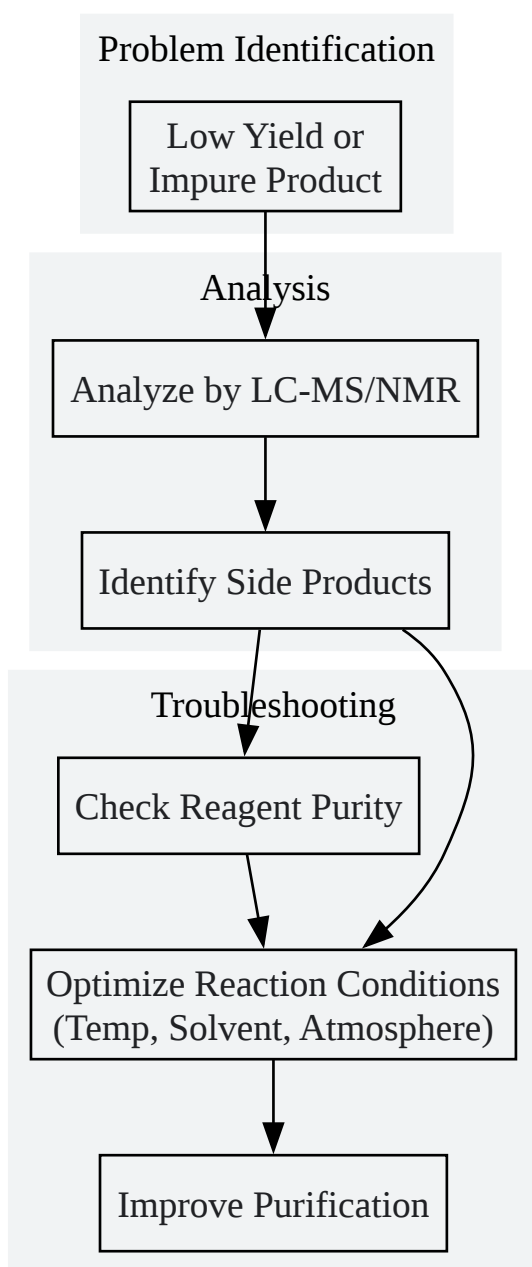 Problem Identification
Low Yield or
Impure Product
Analysis
Analyze by LC-MS/NMR
Identify Side Products
Troubleshooting
Check Reagent Purity
Optimize Reaction Conditions
(Temp, Solvent, Atmosphere)
Improve Purification